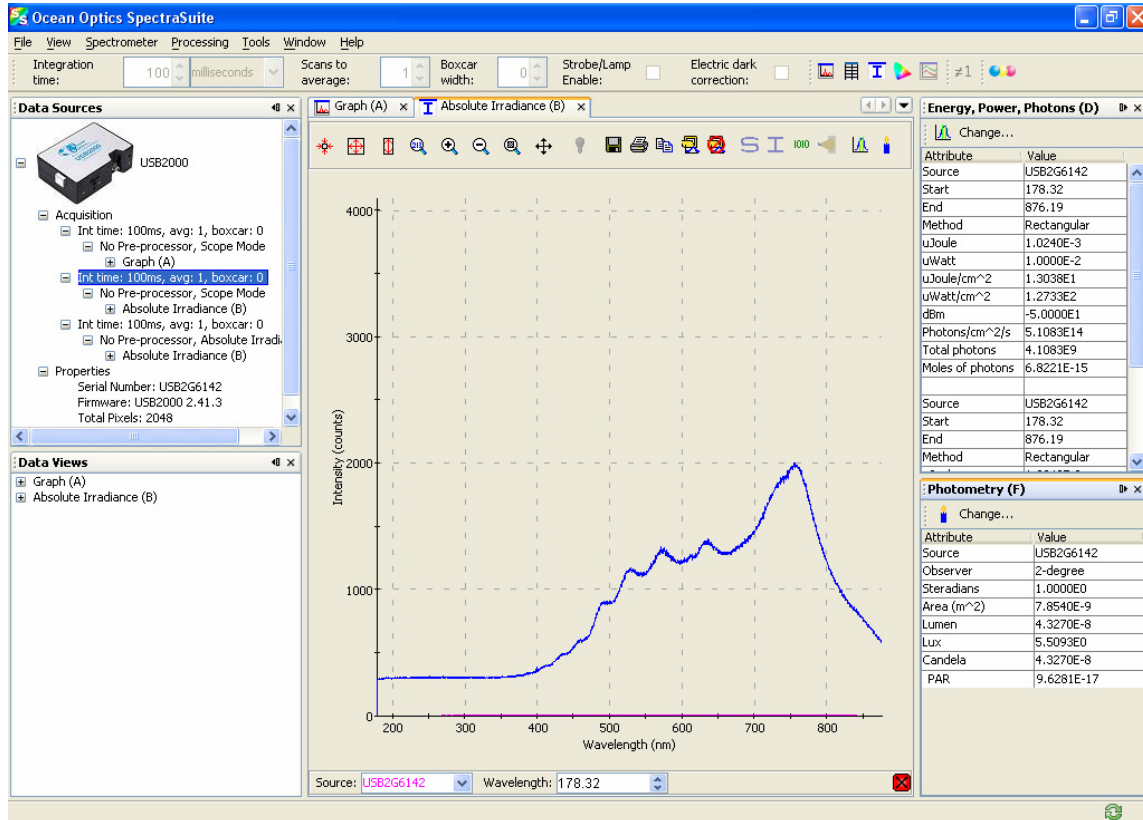 Ocean Optics SpectraSuite
File View Spectrometer Processing Tools Window Help
Integration time: 100 milliseconds Scans to average: 1 Boxcar width: 0 Strobe/Lamp Enable: Electric dark correction: ≠1
Data Sources
USB2000
Acquisition
Int time: 100ms, avg: 1, boxcar: 0
No Pre-processor, Scope Mode
Graph (A)
Int time: 100ms, avg: 1, boxcar: 0
No Pre-processor, Scope Mode
Absolute Irradiance (B)
Int time: 100ms, avg: 1, boxcar: 0
No Pre-processor, Absolute Irradi
Absolute Irradiance (B)
Properties
Serial Number: USB2G6142
Firmware: USB2000 2.41.3
Total Pixels: 2048
Data Views
Graph (A)
Absolute Irradiance (B)
Graph (A) Absolute Irradiance (B)
S I 1010
4000
3000
2000
1000
0
Intensity (counts)
200 300 400 500 600 700 800
Wavelength (nm)
Source: USB2G6142 Wavelength: 178.32
Energy, Power, Photons (D)
Change...
Attribute Value
Source USB2G6142
Start 178.32
End 876.19
Method Rectangular
uJoule 1.0240E-3
uWatt 1.0000E-2
uJoule/cm^2 1.3038E1
uWatt/cm^2 1.2733E2
dBm -5.0000E1
Photons/cm^2/s 5.1083E14
Total photons 4.1083E9
Moles of photons 6.8221E-15
Source USB2G6142
Start 178.32
End 876.19
Method Rectangular
Photometry (F)
Change...
Attribute Value
Source USB2G6142
Observer 2-degree
Steradians 1.0000E0
Area (m^2) 7.8540E-9
Lumen 4.3270E-8
Lux 5.5093E0
Candela 4.3270E-8
PAR 9.6281E-17